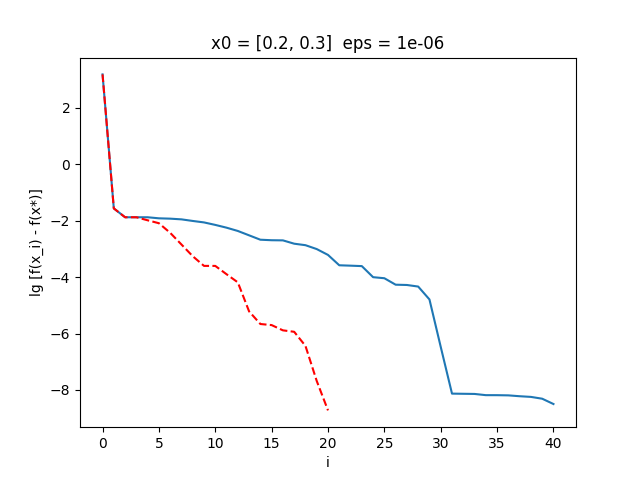 x0 = [0.2, 0.3]  eps = 1e-06
lg [f(x_i) - f(x*)]
2
0
−2
−4
−6
−8
0 5 10 15 20 25 30 35 40
i